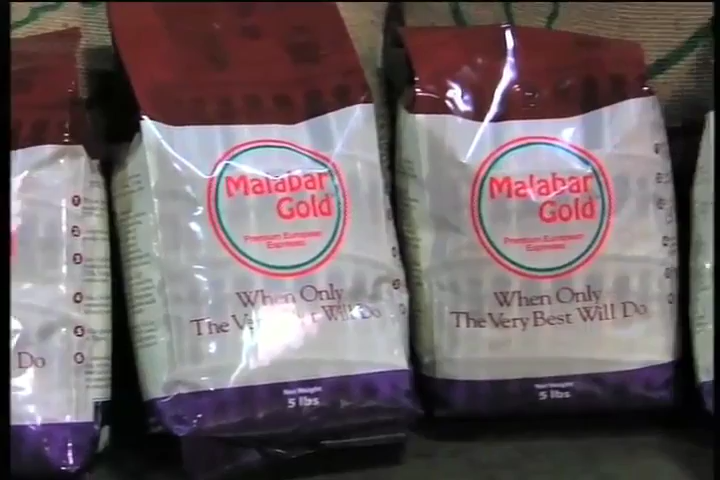 Do
Malabar
Gold
Premium European
Espresso
When Only
The Very Best Will Do
Net Weight
5 lbs
Malabar
Gold
Premium European
Espresso
When Only
The Very Best Will Do
Net Weight
5 lbs